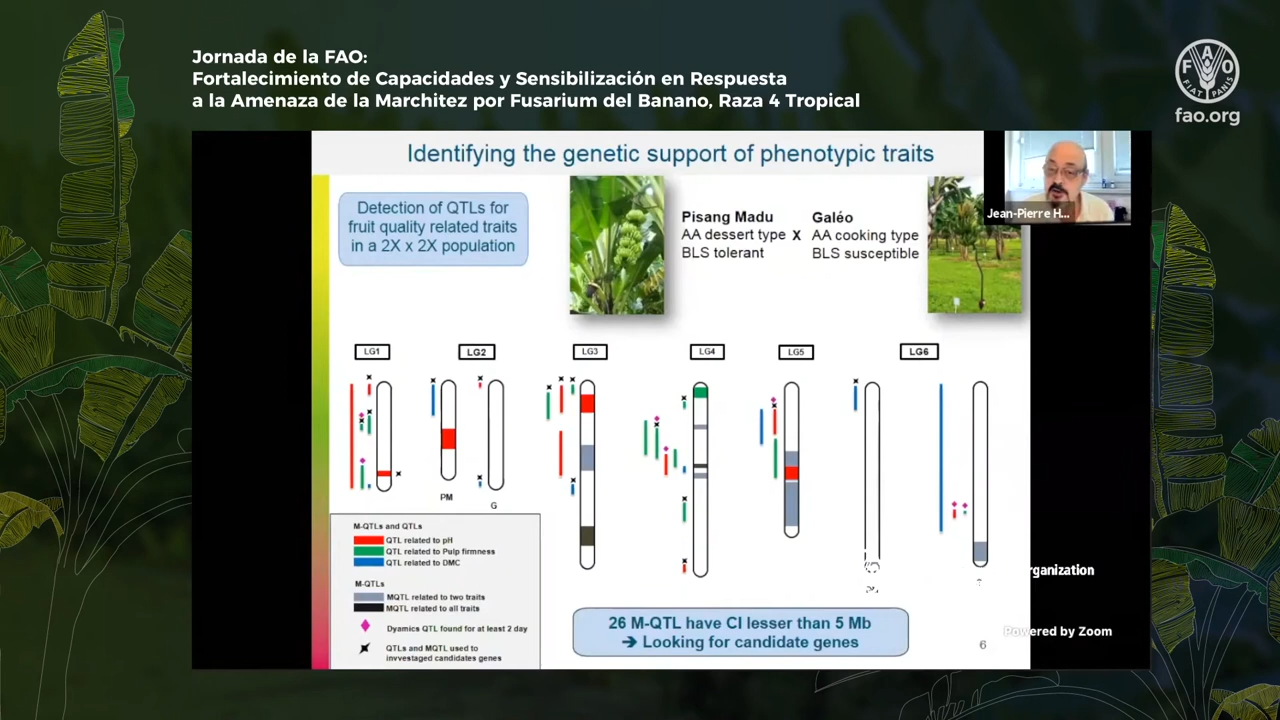 Jornada de la FAO:
Fortalecimiento de Capacidades y Sensibilización en Respuesta
a la Amenaza de la Marchitez por Fusarium del Banano, Raza 4 Tropical
FAO
FIAT PANIS
fao.org
Identifying the genetic support of phenotypic traits
Jean-Pierre H...
Detection of QTLs for
fruit quality related traits
in a 2X x 2X population
Pisang Madu
AA dessert type
BLS tolerant
X
Galéo
AA cooking type
BLS susceptible
LG1
LG2
LG3
LG4
LG5
LG6
PM
G
M-QTLs and QTLs
QTL related to pH
QTL related to Pulp firmness
QTL related to DMC
M-QTLs
MQTL related to two traits
MQTL related to all traits
Dyamics QTL found for at least 2 day
QTLs and MQTL used to
invvestaged candidates genes
26 M-QTL have CI lesser than 5 Mb
➔ Looking for candidate genes
6
rganization
Powered by Zoom